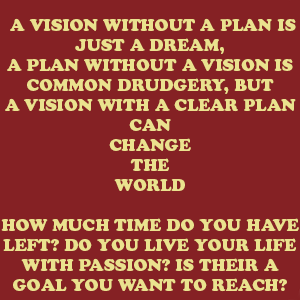 A VISION WITHOUT A PLAN IS
JUST A DREAM,
A PLAN WITHOUT A VISION IS
COMMON DRUDGERY, BUT
A VISION WITH A CLEAR PLAN
CAN
CHANGE
THE
WORLD
HOW MUCH TIME DO YOU HAVE
LEFT? DO YOU LIVE YOUR LIFE
WITH PASSION? IS THEIR A
GOAL YOU WANT TO REACH?